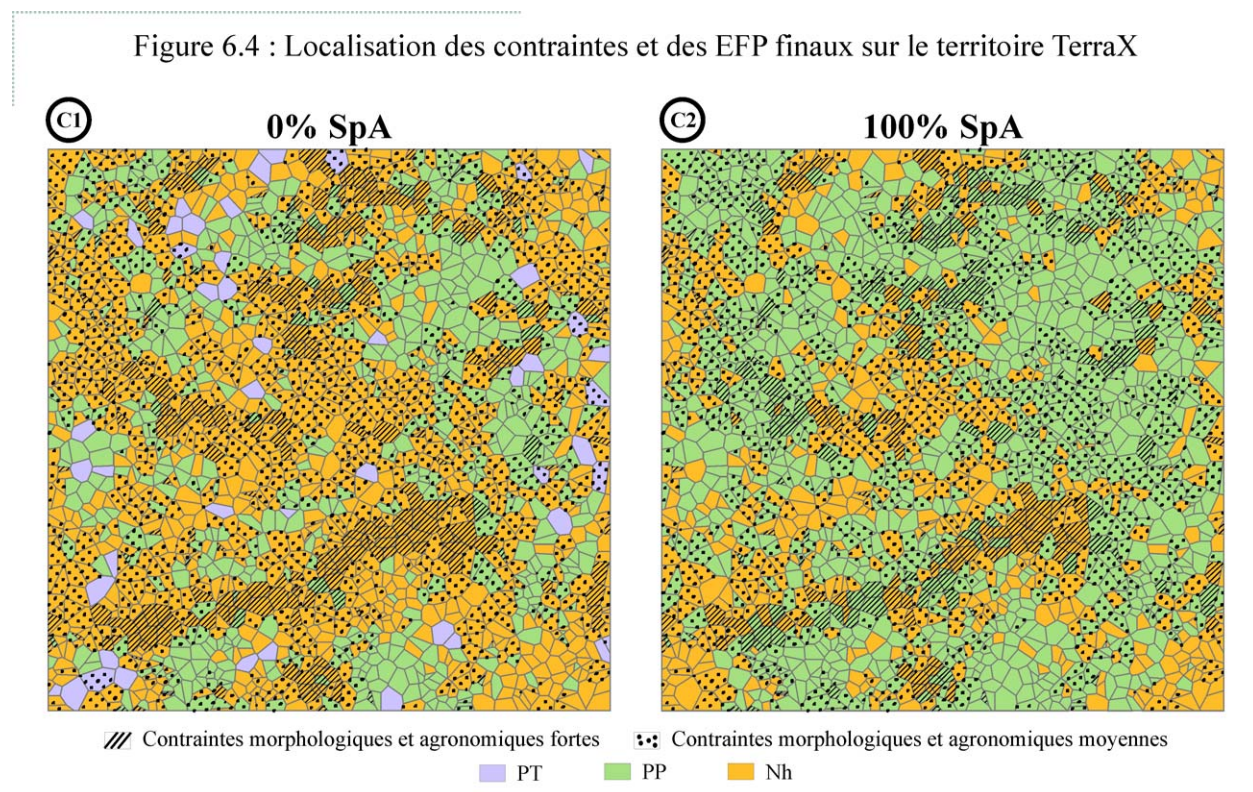 Figure 6.4 : Localisation des contraintes et des EFP finaux sur le territoire TerraX
C1
0% SpA
C2
100% SpA
Contraintes morphologiques et agronomiques fortes
Contraintes morphologiques et agronomiques moyennes
PT
PP
Nh